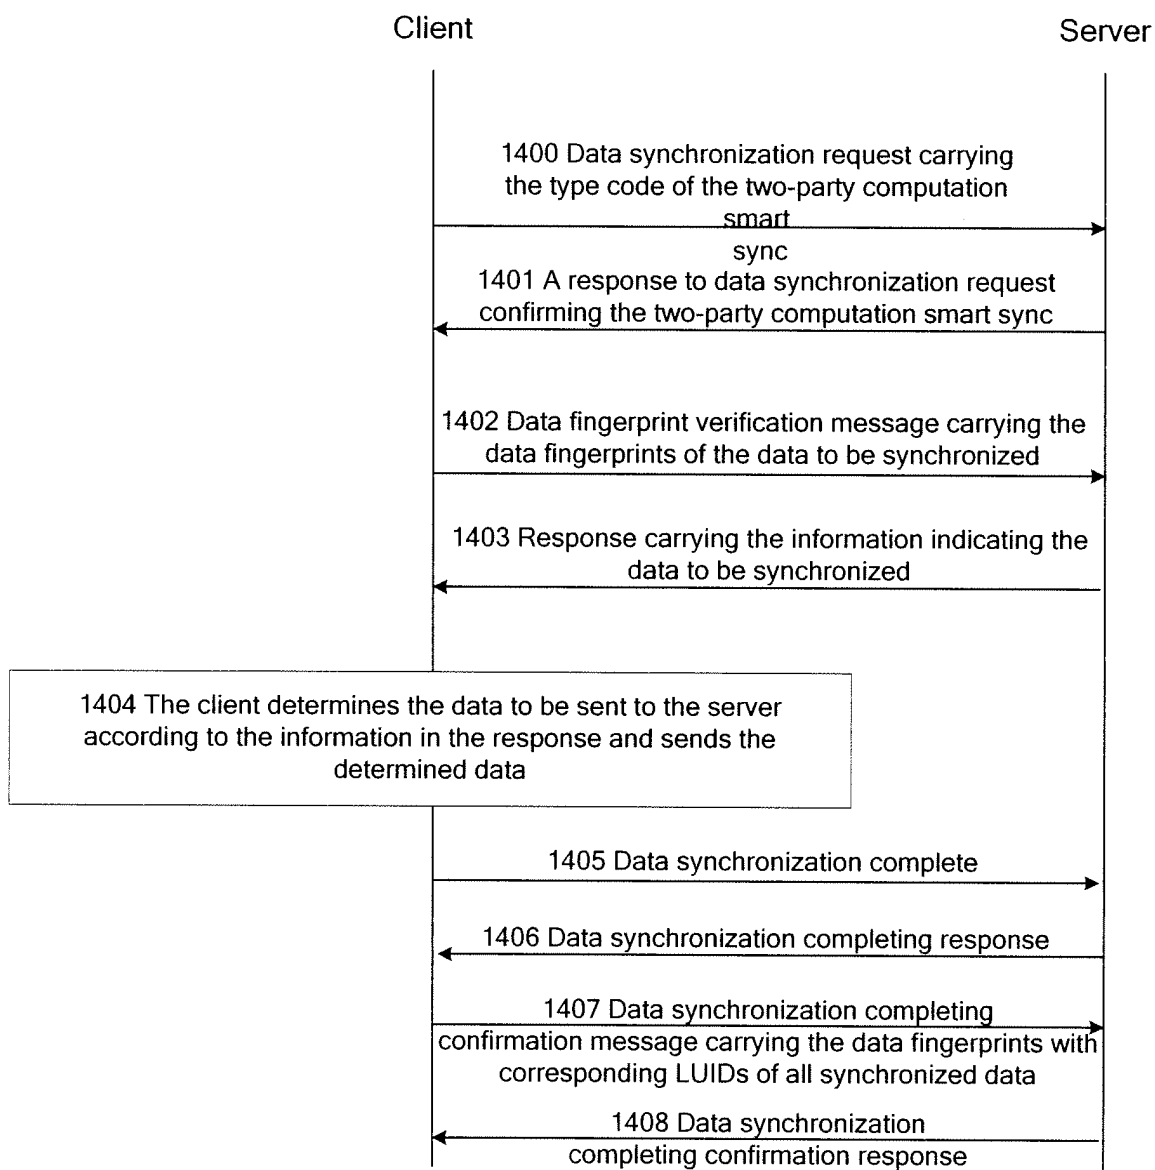 Client
Server
1400 Data synchronization request carrying
the type code of the two-party computation
smart
sync
1401 A response to data synchronization request
confirming the two-party computation smart sync
1402 Data fingerprint verification message carrying the
data fingerprints of the data to be synchronized
1403 Response carrying the information indicating the
data to be synchronized
1404 The client determines the data to be sent to the server
according to the information in the response and sends the
determined data
1405 Data synchronization complete
1406 Data synchronization completing response
1407 Data synchronization completing
confirmation message carrying the data fingerprints with
corresponding LUIDs of all synchronized data
1408 Data synchronization
completing confirmation response